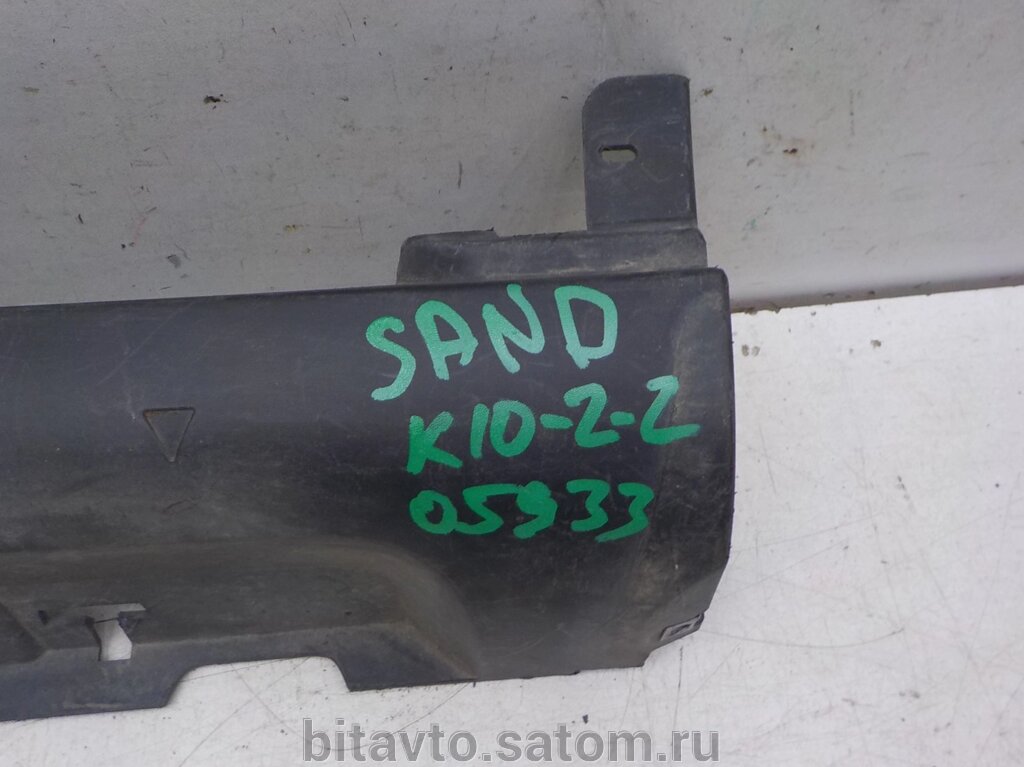 SAND
K10-2-2
05933
bitavto.satom.ru